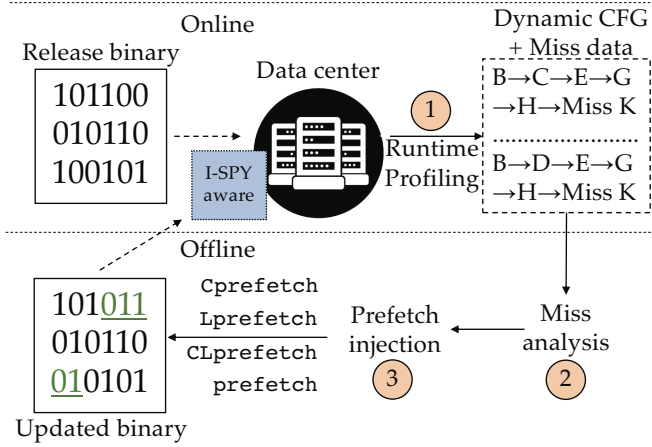 Online
Release binary
101100
010110
100101
Data center
I-SPY
aware
1
Runtime
Profiling
Dynamic CFG
+ Miss data
B→C→E→G
→H→Miss K
B→D→E→G
→H→Miss K
Offline
101011
010110
010101
Updated binary
Cprefetch
Lprefetch
CLprefetch
prefetch
Prefetch
injection
3
Miss
analysis
2